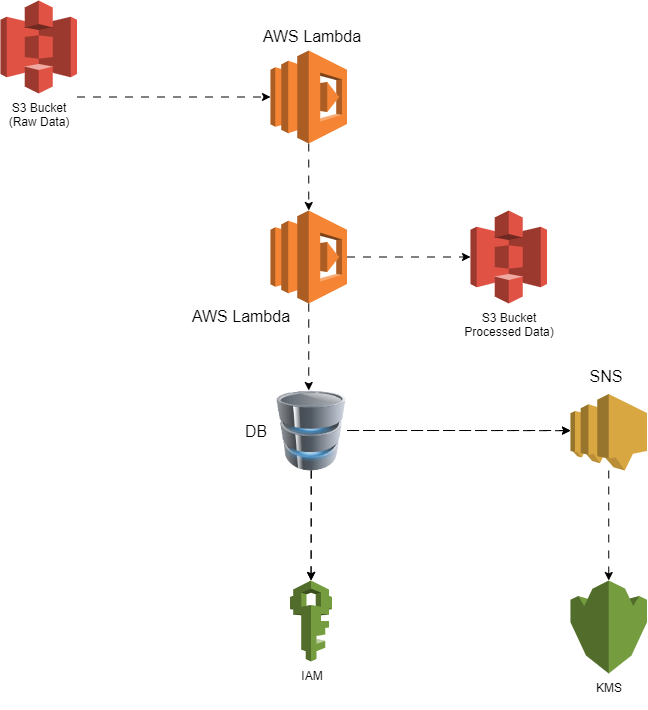 AWS Lambda
S3 Bucket
(Raw Data)
AWS Lambda
S3 Bucket
Processed Data)
SNS
DB
IAM
KMS